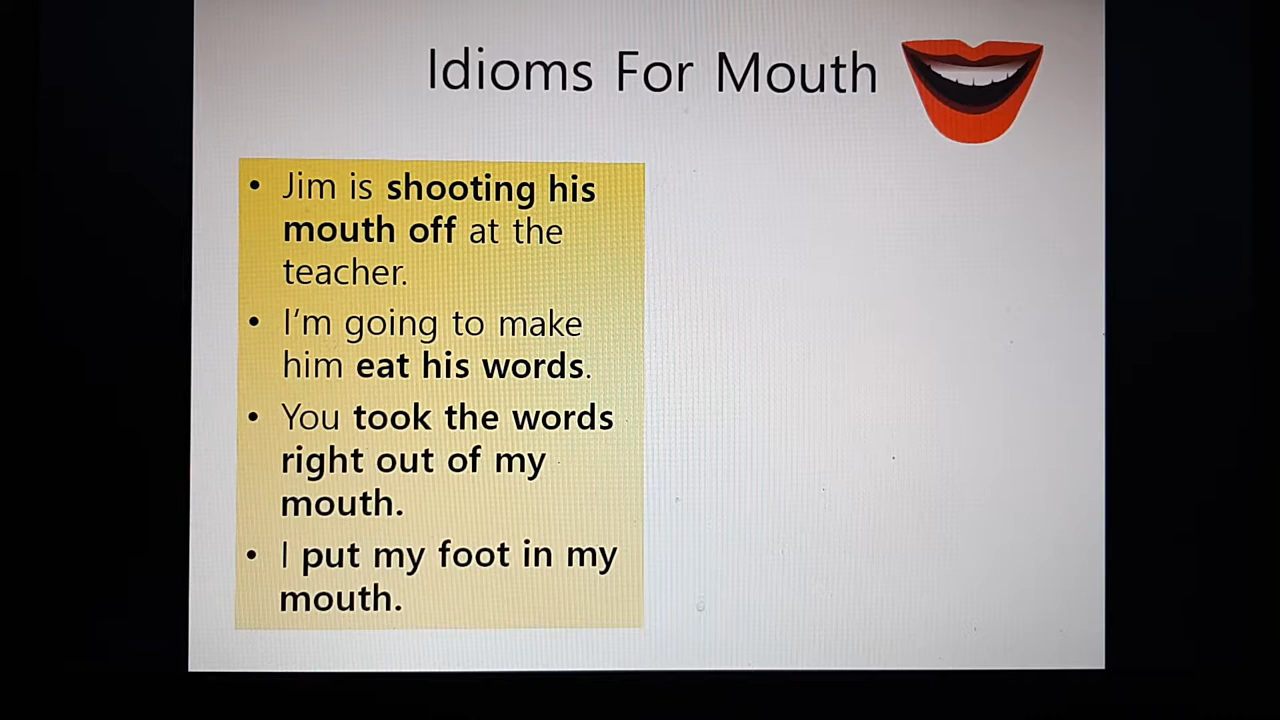 Idioms For Mouth
• Jim is shooting his
mouth off at the
teacher.
• I'm going to make
him eat his words.
• You took the words
right out of my
mouth.
• I put my foot in my
mouth.